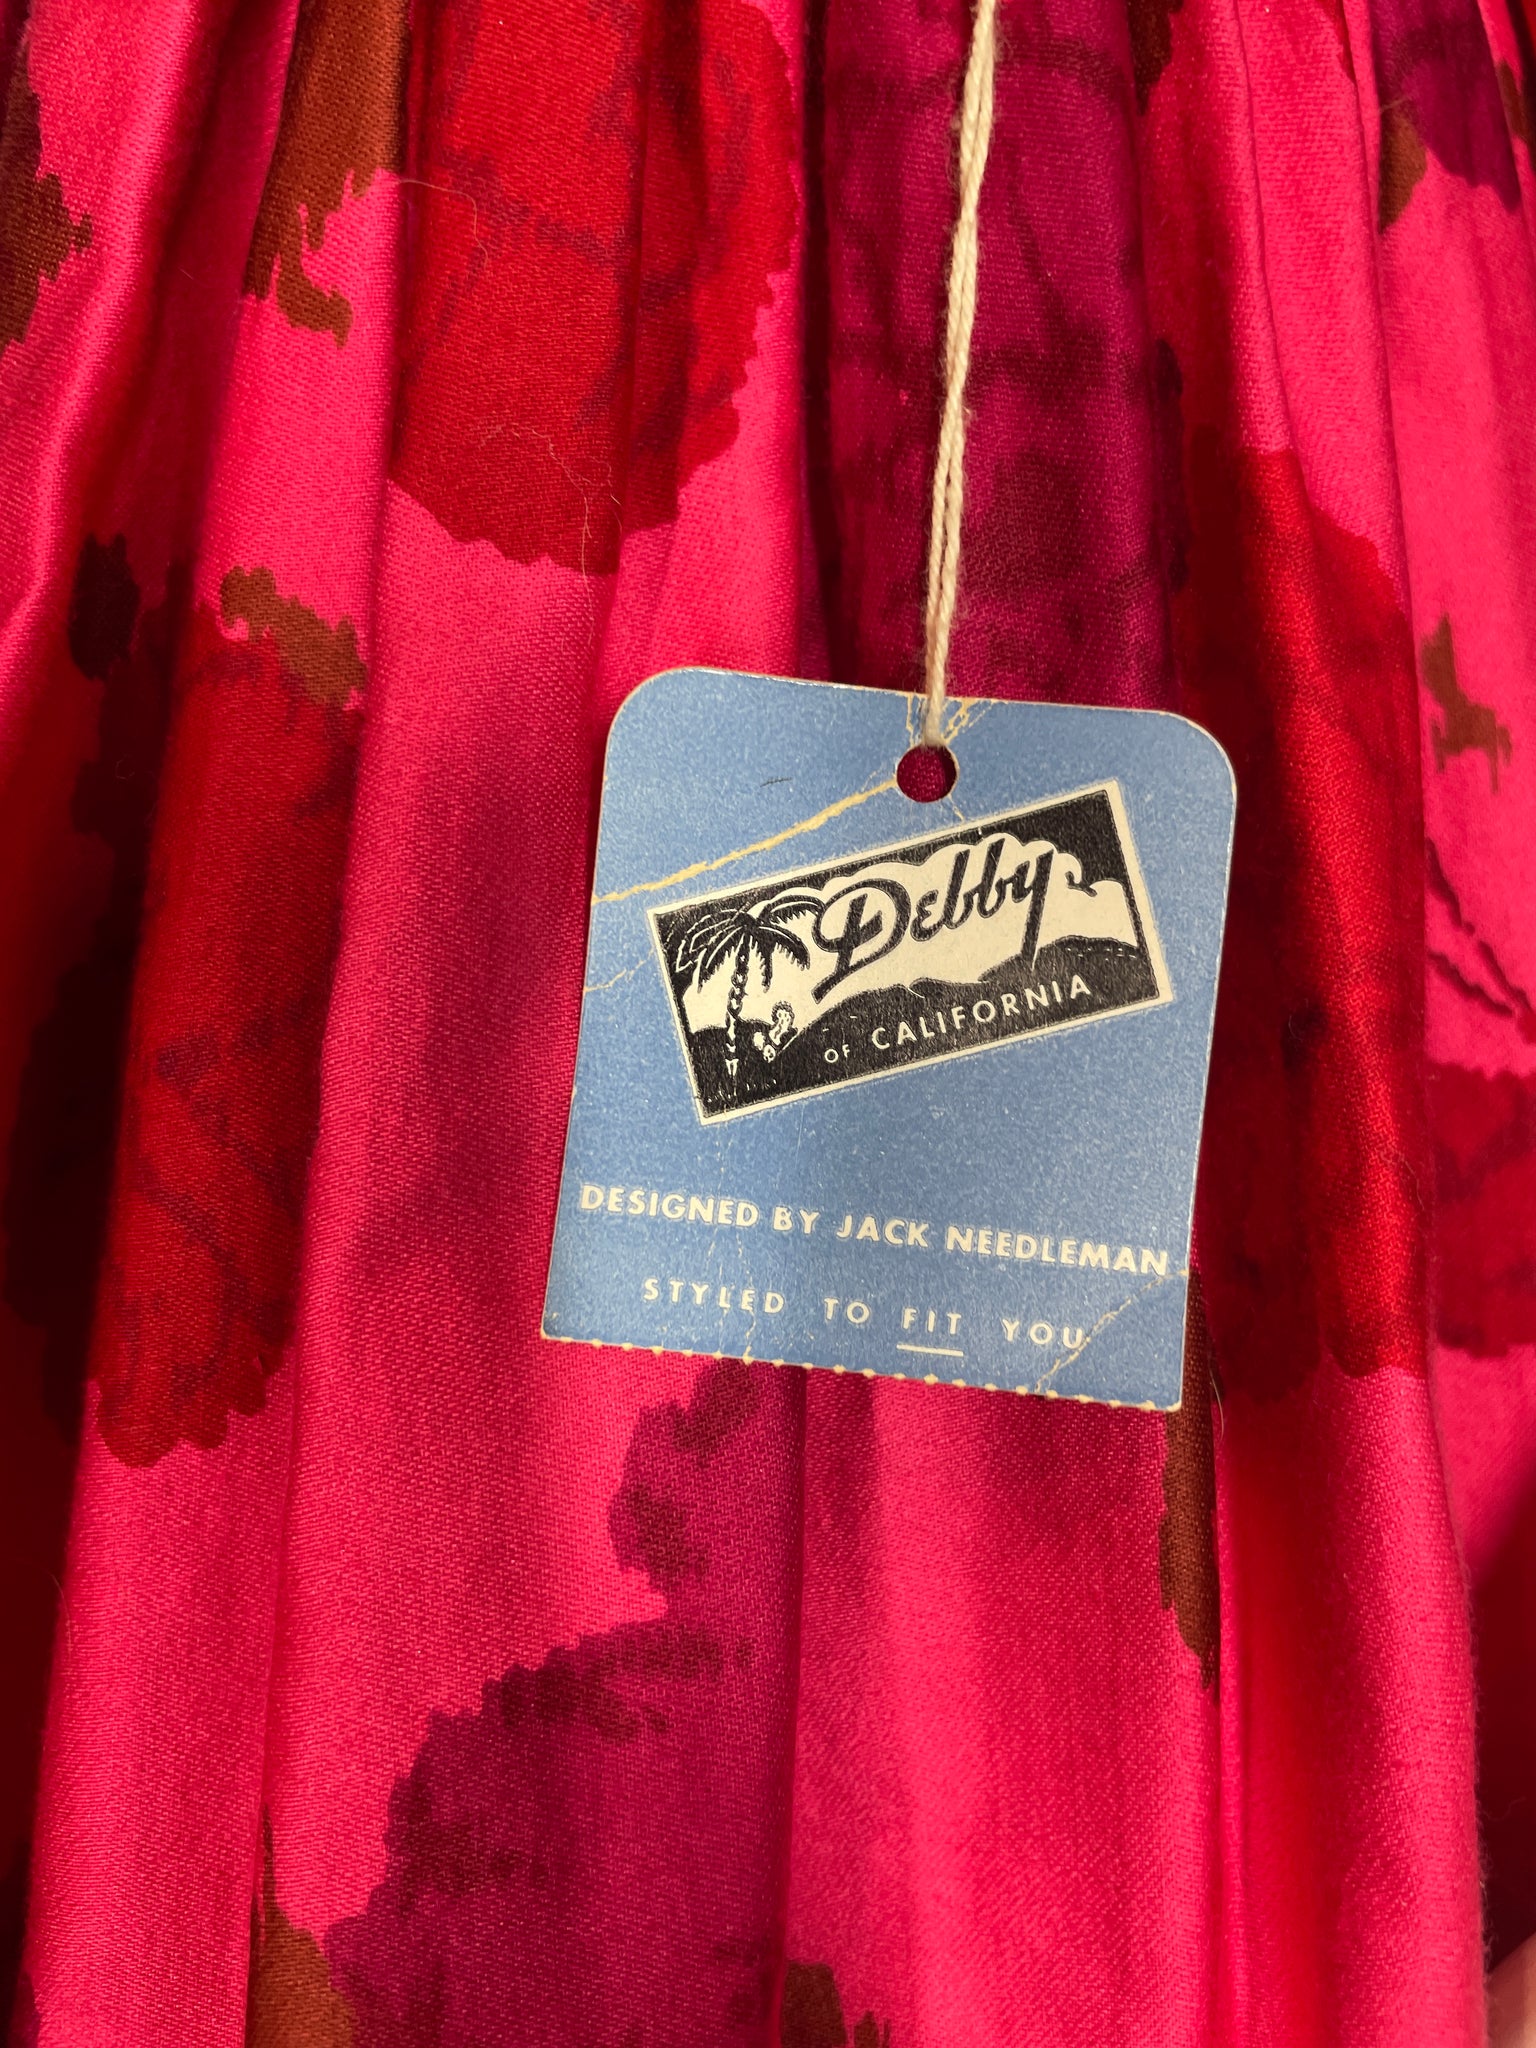 Debby
OF CALIFORNIA
DESIGNED BY JACK NEEDLEMAN
STYLED TO FIT YOU